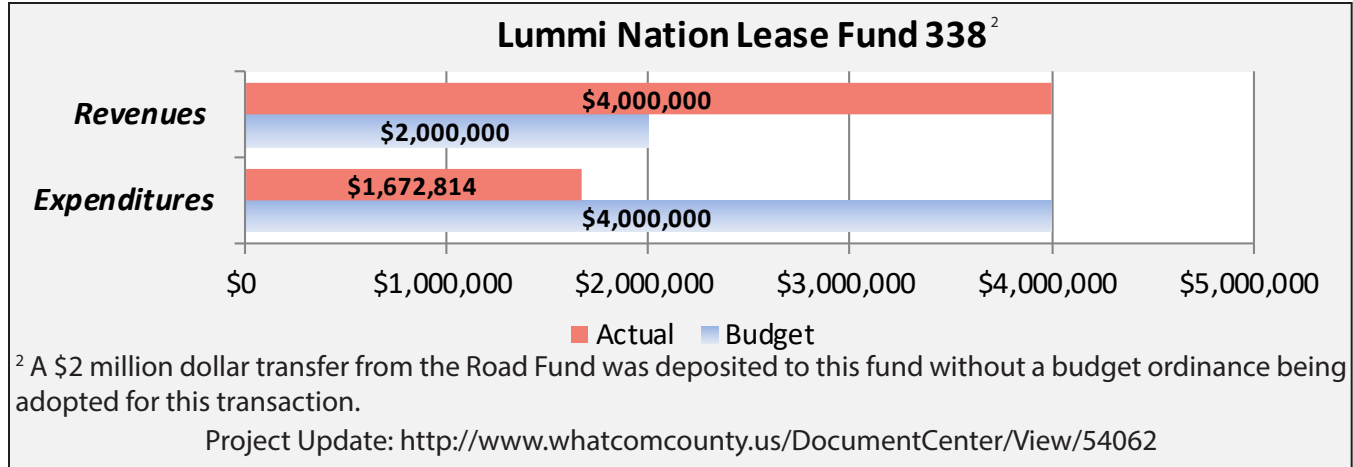 Lummi Nation Lease Fund 338²
Revenues
$4,000,000
$2,000,000
Expenditures
$1,672,814
$4,000,000
$0 $1,000,000 $2,000,000 $3,000,000 $4,000,000 $5,000,000
Actual Budget
² A $2 million dollar transfer from the Road Fund was deposited to this fund without a budget ordinance being
adopted for this transaction.
Project Update: http://www.whatcomcounty.us/DocumentCenter/View/54062